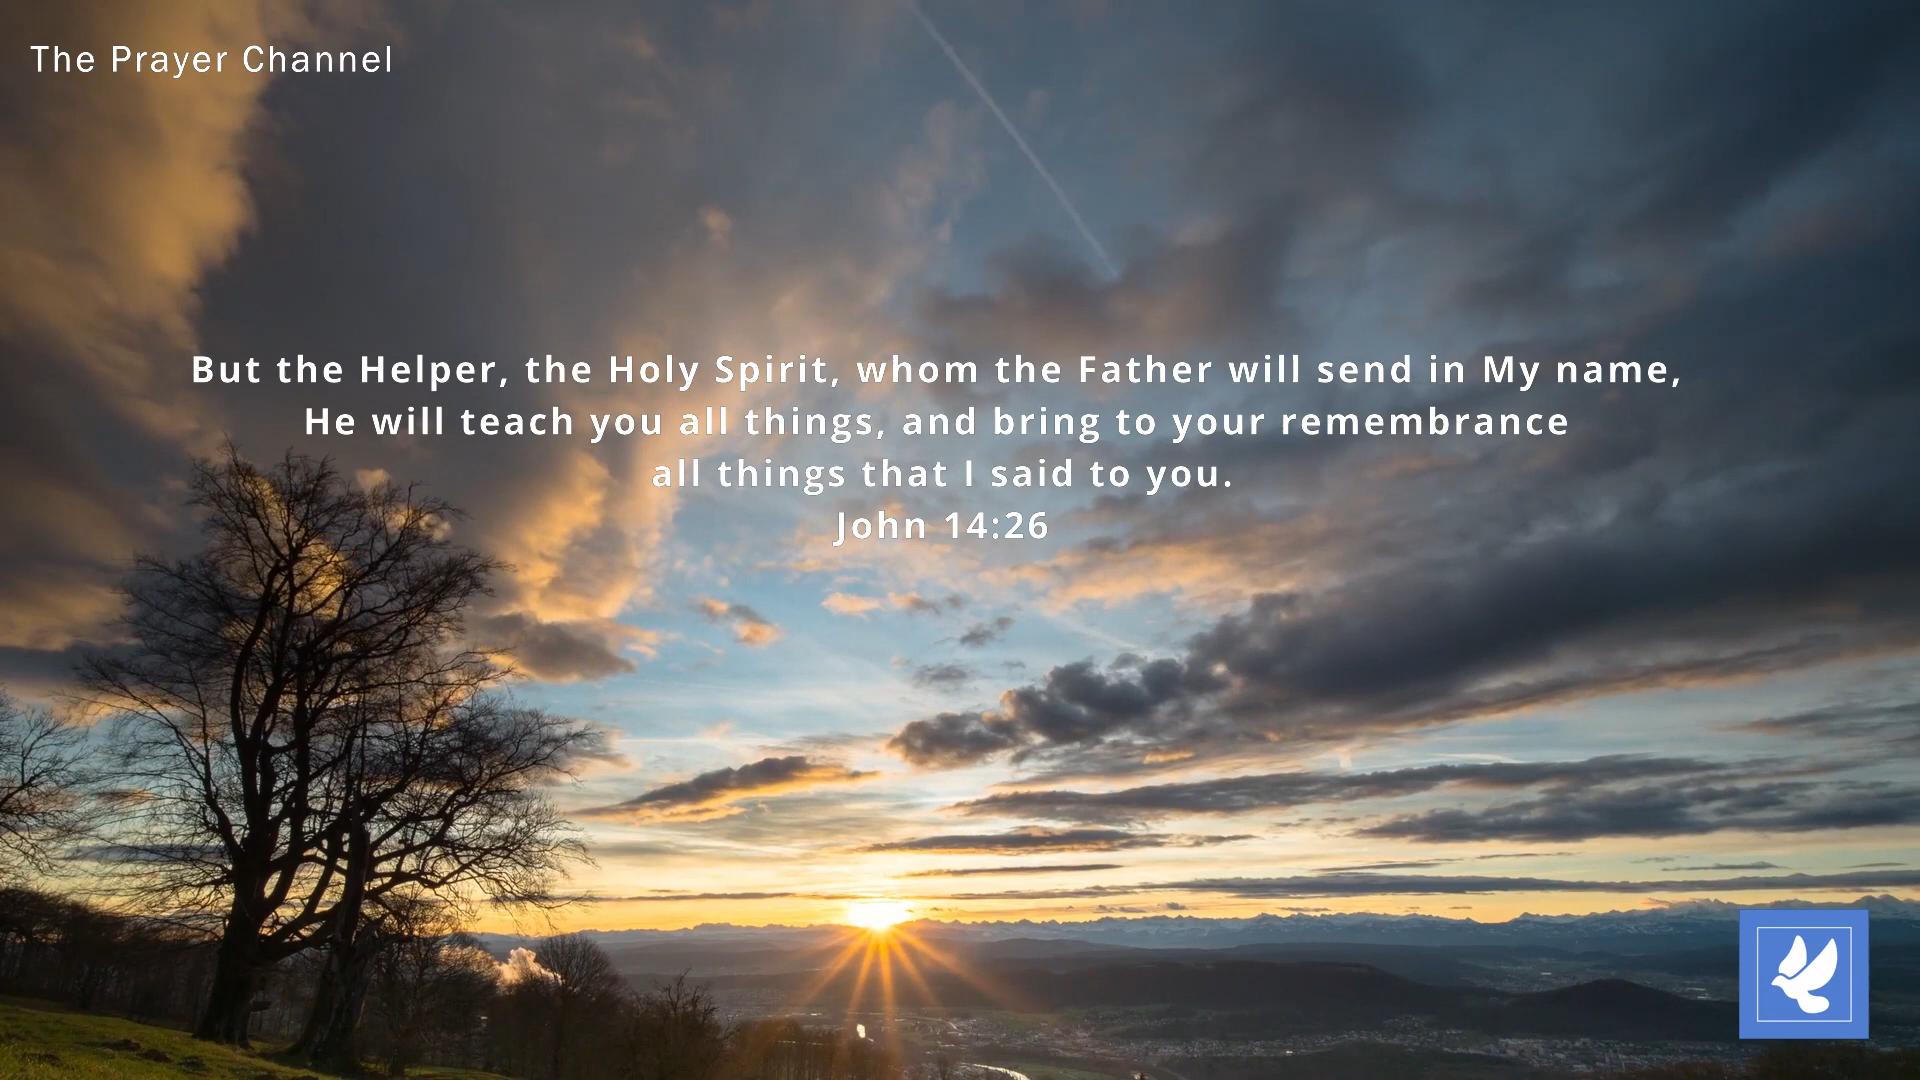 The Prayer Channel
But the Helper, the Holy Spirit, whom the Father will send in My name,
He will teach you all things, and bring to your remembrance
all things that I said to you.
John 14:26